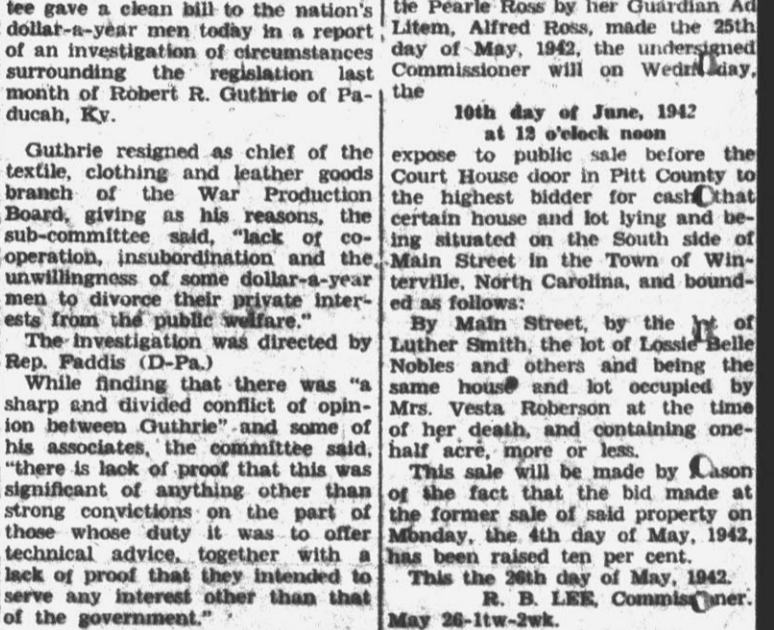 tee gave a clean bill to the nation's
dollar-a-year men today in a report
of an investigation of circumstances
surrounding the regislation last
month of Robert R. Guthrie of Pa-
ducah, Ky.
Guthrie resigned as chief of the
textile, clothing and leather goods
branch of the War Production
Board, giving as his reasons, the
sub-committee said, "lack of co-
operation, insubordination and the
unwillingness of some dollar-a-year
men to divorce their private inter-
ests from the public welfare."
The investigation was directed by
Rep. Faddis (D-Pa.)
While finding that there was "a
sharp and divided conflict of opin-
ion between Guthrie" and some of
his associates, the committee said,
"there is lack of proof that this was
significant of anything other than
strong convictions on the part of
those whose duty it was to offer
technical advice, together with a
lack of proof that they intended to
serve any interest other than that
of the government."
tie Pearle Ross by her Guardian Ad
Litem, Alfred Ross, made the 25th
day of May, 1942, the undersigned
Commissioner will on
the
10th day of June, 1942
at 12 o'clock noon
expose to public sale before the
Court House door in Pitt County to
the highest bidder for cash that
certain house and lot lying and be-
ing situated on the South side of
Main Street in the Town of Win-
terville, North Carolina, and bound-
ed as follows:
By Main Street, by the lot of
Luther Smith, the lot of Lossie Belle
Nobles and others and being the
same house and lot occupied by
Mrs. Vesta Roberson at the time
of her death, and containing one-
half acre, more or less.
This sale will be made by
of the fact that the bid made at
the former sale of said property on
Monday, the 4th day of May, 1942,
has been raised ten per cent.
This the 26th day of May, 1942.
R. B. LEE, Commissioner.
May 26-1tw-2wk.